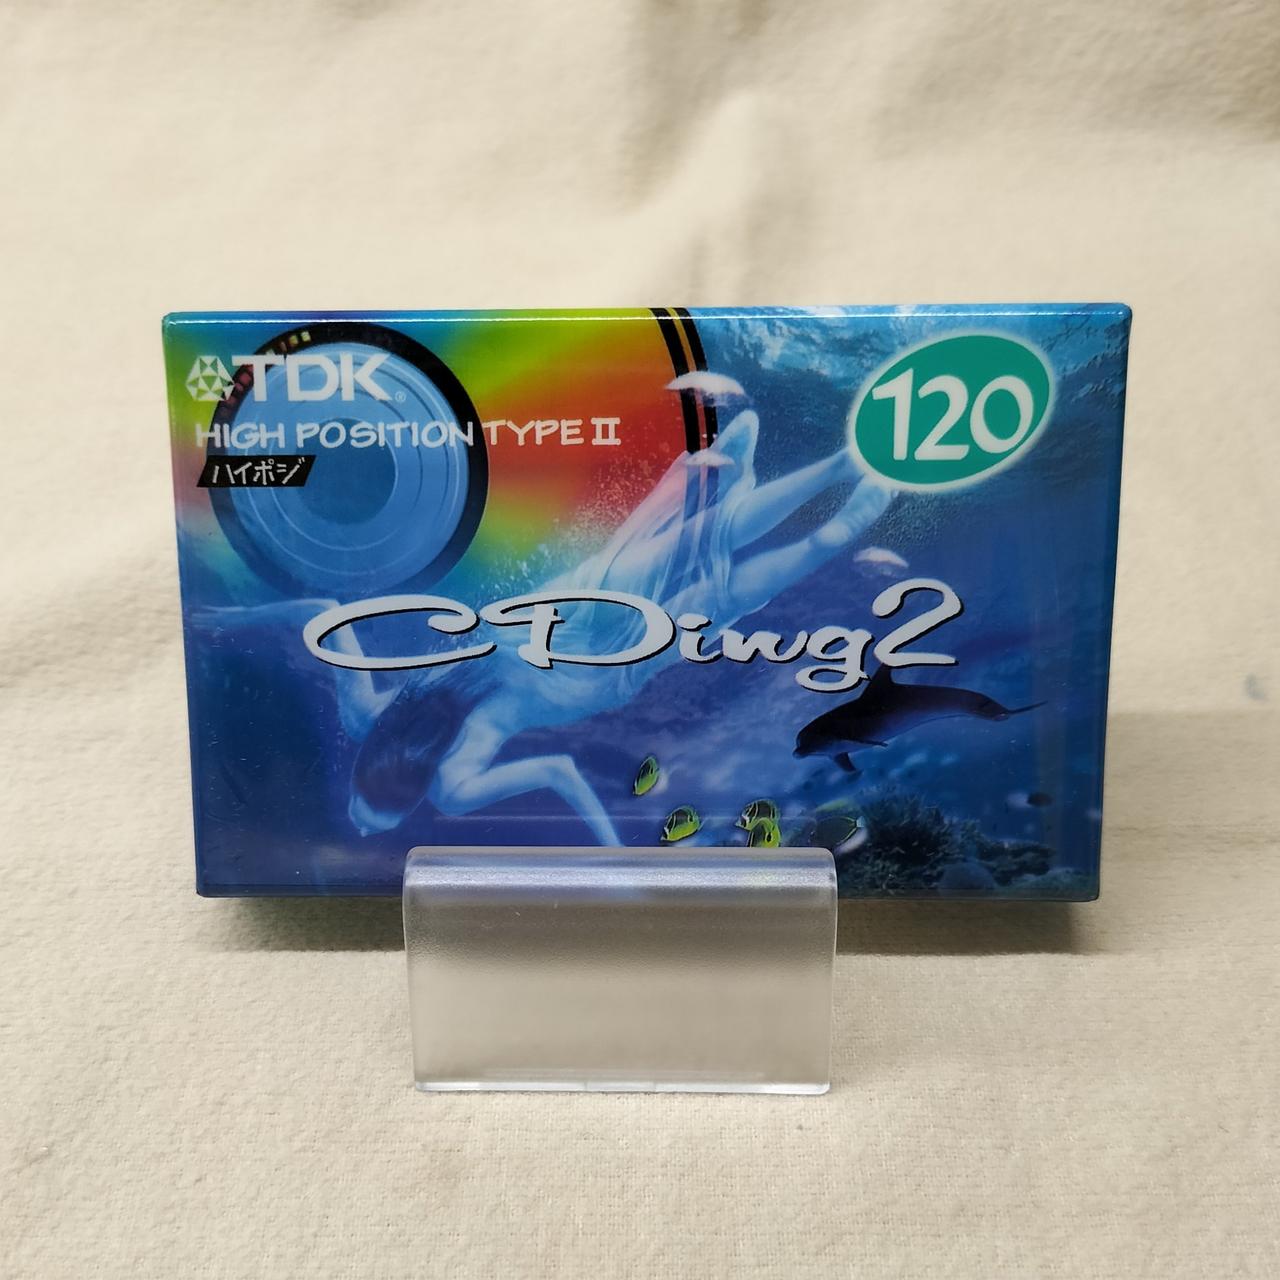 TDK®
HIGH POSITION TYPE II
ハイポジ
120
CDing2